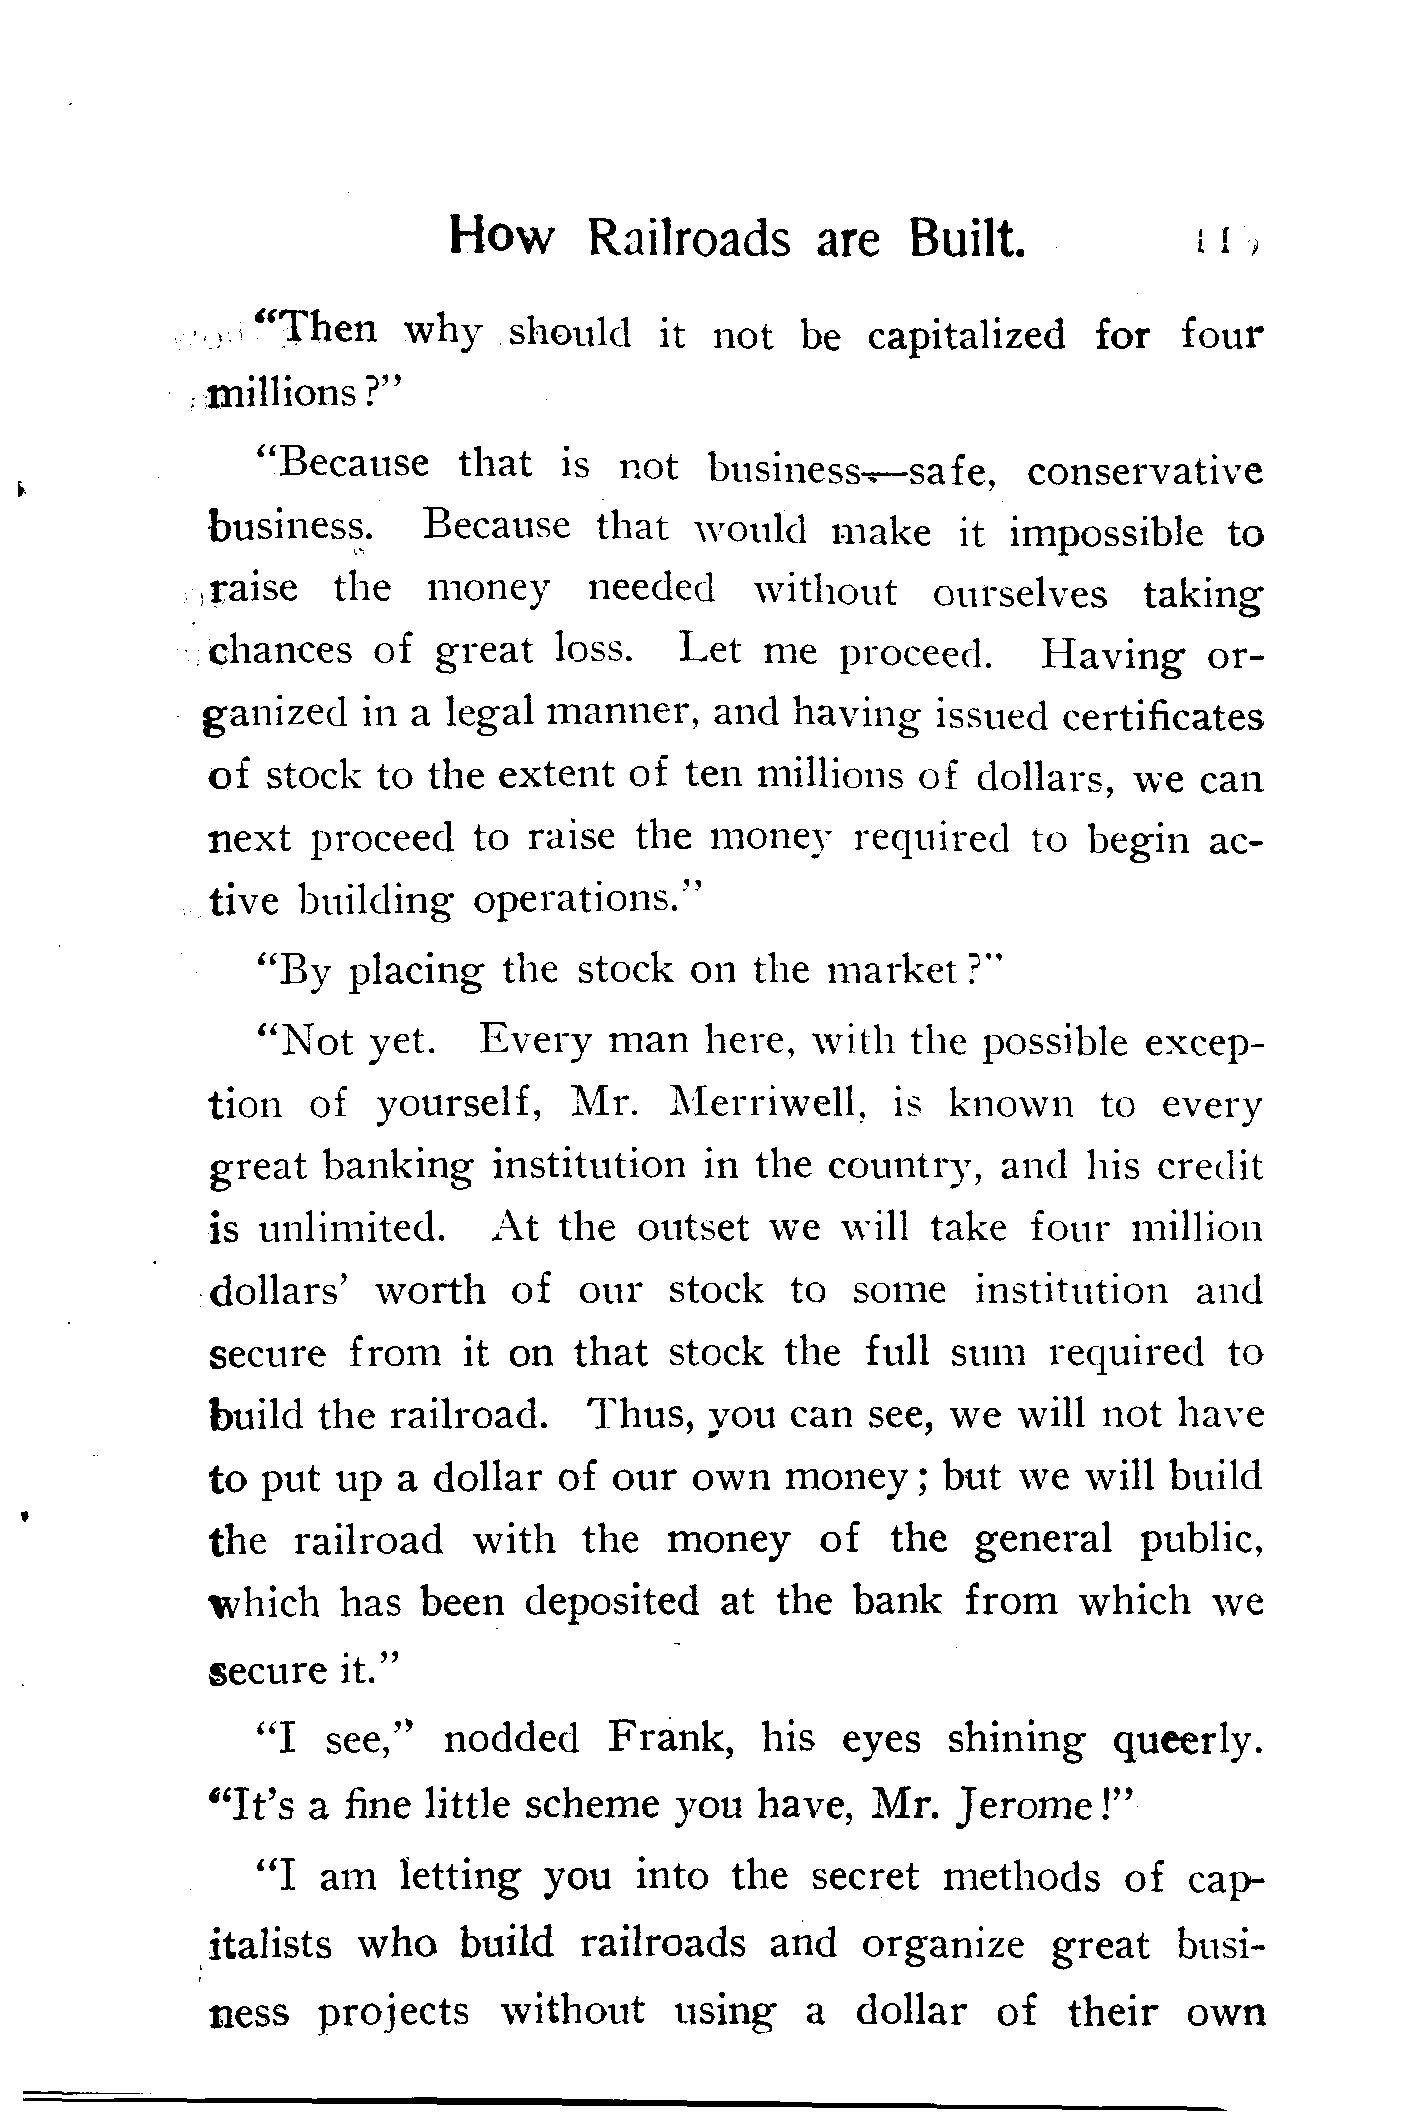 How Railroads are Built.
"Then why should it not be capitalized for four
millions?"
"Because that is not business—safe, conservative
business. Because that would make it impossible to
raise the money needed without ourselves taking
chances of great loss. Let me proceed. Having or-
ganized in a legal manner, and having issued certificates
of stock to the extent of ten millions of dollars, we can
next proceed to raise the money required to begin ac-
tive building operations."
"By placing the stock on the market?"
"Not yet. Every man here, with the possible excep-
tion of yourself, Mr. Merriwell, is known to every
great banking institution in the country, and his credit
is unlimited. At the outset we will take four million
dollars' worth of our stock to some institution and
secure from it on that stock the full sum required to
build the railroad. Thus, you can see, we will not have
to put up a dollar of our own money; but we will build
the railroad with the money of the general public,
which has been deposited at the bank from which we
secure it."
"I see," nodded Frank, his eyes shining queerly.
"It's a fine little scheme you have, Mr. Jerome!"
"I am letting you into the secret methods of cap-
italists who build railroads and organize great busi-
ness projects without using a dollar of their own